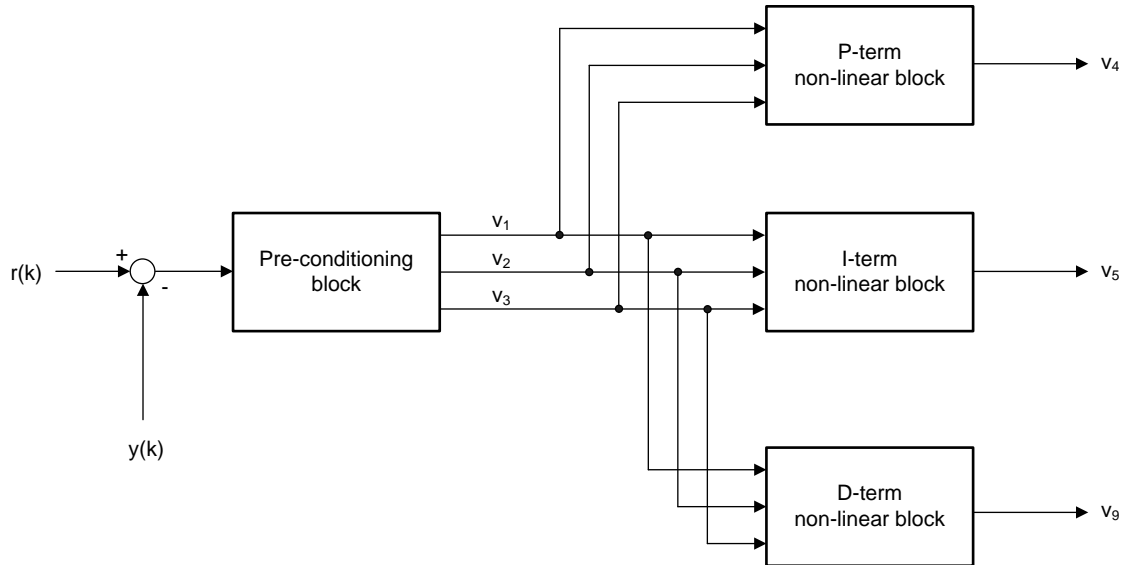 P-term
non-linear block
v4
r(k)
+
-
y(k)
Pre-conditioning
block
v1
v2
v3
I-term
non-linear block
v5
D-term
non-linear block
v9